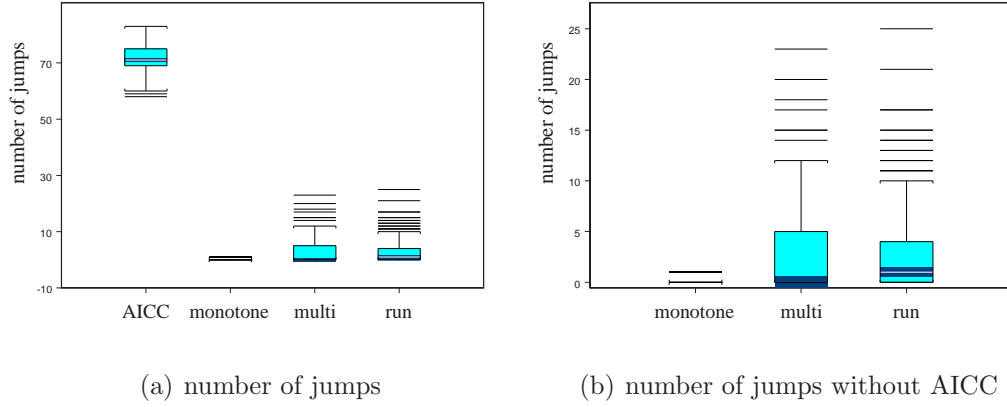 number of jumps
70
50
30
10
-10
AICC monotone multi run
number of jumps
25
20
15
10
5
0
monotone multi run
(a) number of jumps
(b) number of jumps without AICC